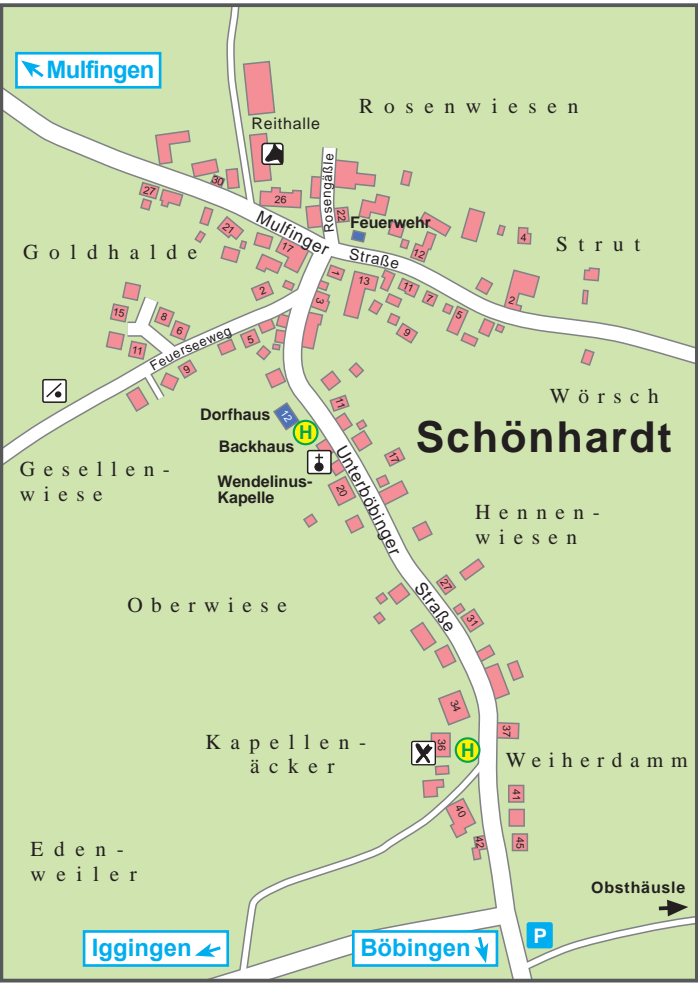 Mulfingen
Rosenwiesen
Reithalle
Rosengäßle
30
27
26
22
Feuerwehr
21
Mulfinger Straße
4
Strut
Goldhalde
17
12
1
13
11
2
7
2
3
5
15
8
6
9
5
11
Feuerseeweg
9
Wörsch
Dorfhaus
12
H
11
Schönhardt
Backhaus
17
Gesellen-
wiese
Wendelinus-
Kapelle
20
Unterböbinger Straße
Hennen-
wiesen
27
Oberwiese
31
34
37
Kapellen-
äcker
36
H
Weiherdamm
41
40
42
45
Eden-
weiler
Obsthäusle
P
Iggingen
Böbingen